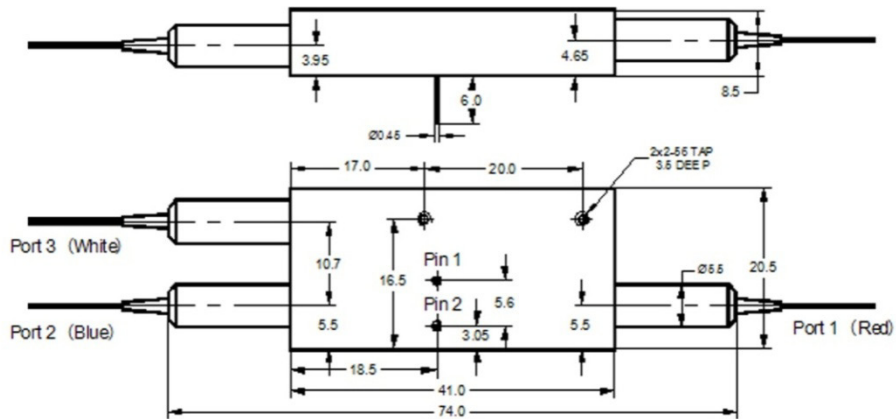 3.95
4.65
8.5
6.0
Ø0.45
17.0
20.0
2x2-56 TAP
3.5 DEEP
Port 3 (White)
10.7
16.5
Pin 1
5.6
Ø5.5
20.5
Pin 2
Port 2 (Blue)
5.5
3.05
5.5
Port 1 (Red)
18.5
41.0
74.0